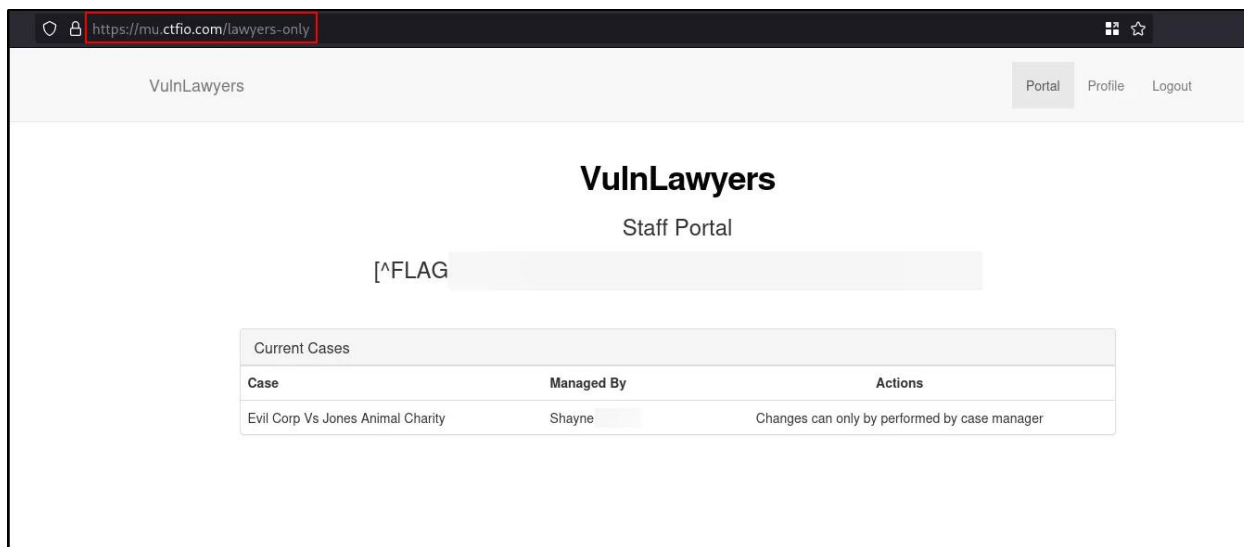 https://mu.ctfio.com/lawyers-only
VulnLawyers Portal Profile Logout
VulnLawyers
Staff Portal
[^FLAG
Current Cases
Case Managed By Actions
Evil Corp Vs Jones Animal Charity Shayne Changes can only by performed by case manager